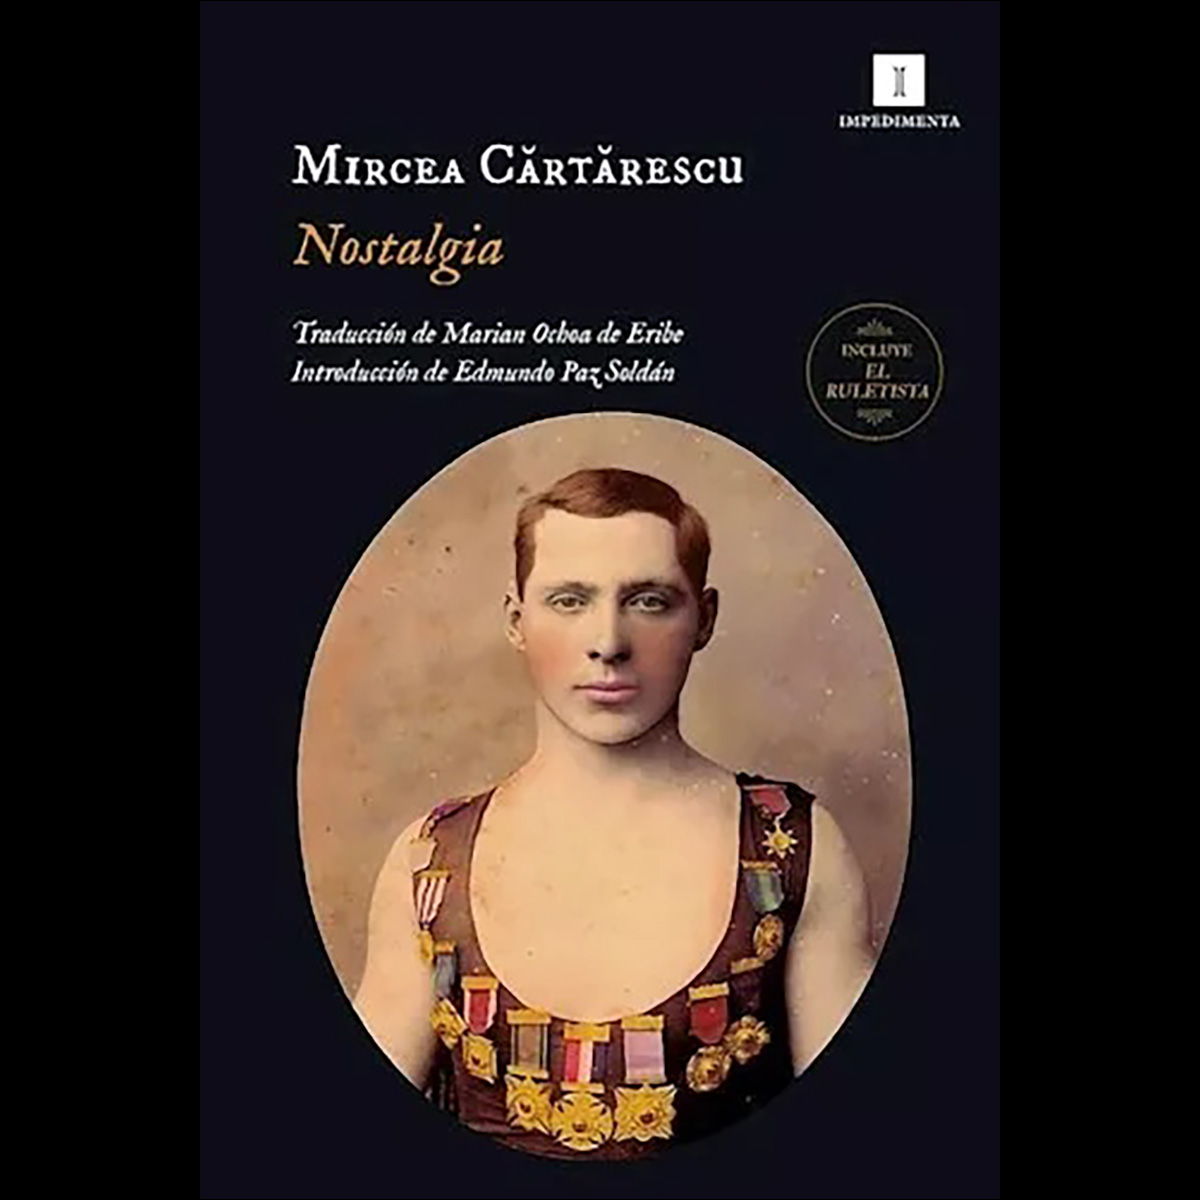 IMPEDIMENTA
MIRCEA CĂRTĂRESCU
Nostalgia
Traducción de Marian Ochoa de Eribe
Introducción de Edmundo Paz Soldán
INCLUYE
EL
RULETISTA